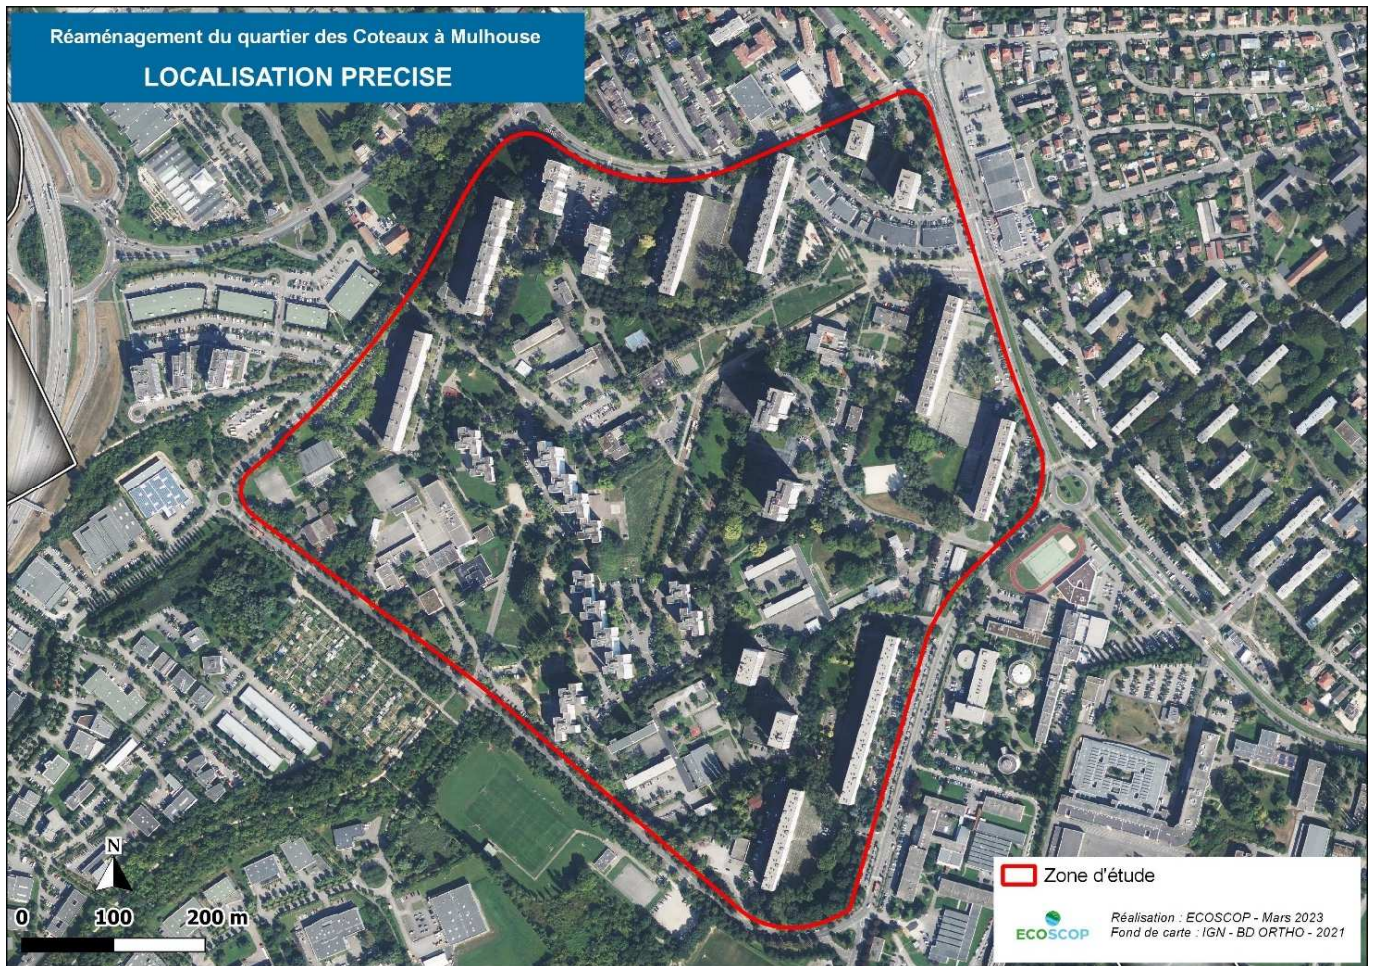 Réaménagement du quartier des Coteaux à Mulhouse
LOCALISATION PRECISE
N
0 100 200 m
Zone d'étude
ECOSCOP
Réalisation : ECOSCOP - Mars 2023
Fond de carte : IGN - BD ORTHO - 2021